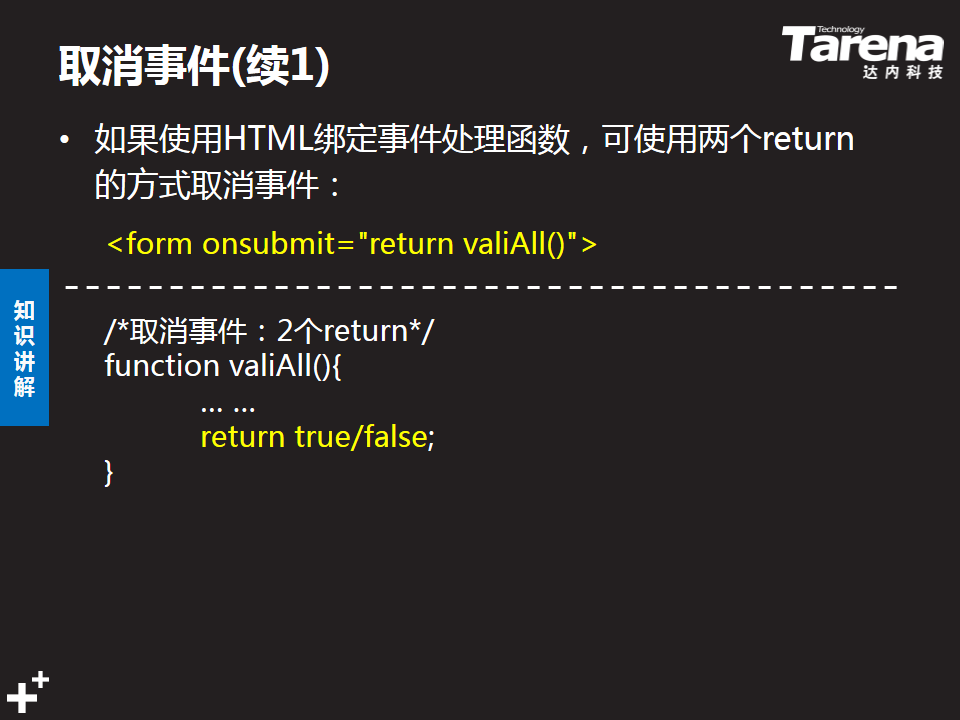 取消事件(续1)
Technology
Tarena
达内科技
• 如果使用HTML绑定事件处理函数，可使用两个return
的方式取消事件：
<form onsubmit="return valiAll()">
知识讲解
/*取消事件：2个return*/
function valiAll(){
... ...
return true/false;
}